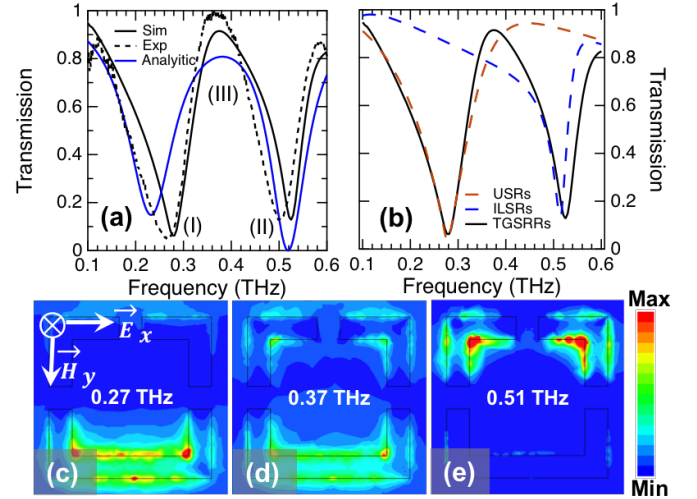 1
0.8
0.6
0.4
0.2
0
0.1 0.2 0.3 0.4 0.5 0.6
Transmission
Frequency (THz)
Sim
Exp
Analyitic
(III)
(I)
(II)
(a)
1
0.8
0.6
0.4
0.2
0
0.1 0.2 0.3 0.4 0.5 0.6
Transmission
Frequency (THz)
USRs
ILSRs
TGSRRs
(b)
E x
H y
0.27 THz
(c)
0.37 THz
(d)
0.51 THz
(e)
Max
Min